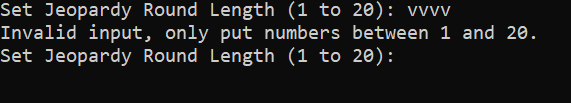 Set Jeopardy Round Length (1 to 20): vvvv
Invalid input, only put numbers between 1 and 20.
Set Jeopardy Round Length (1 to 20):